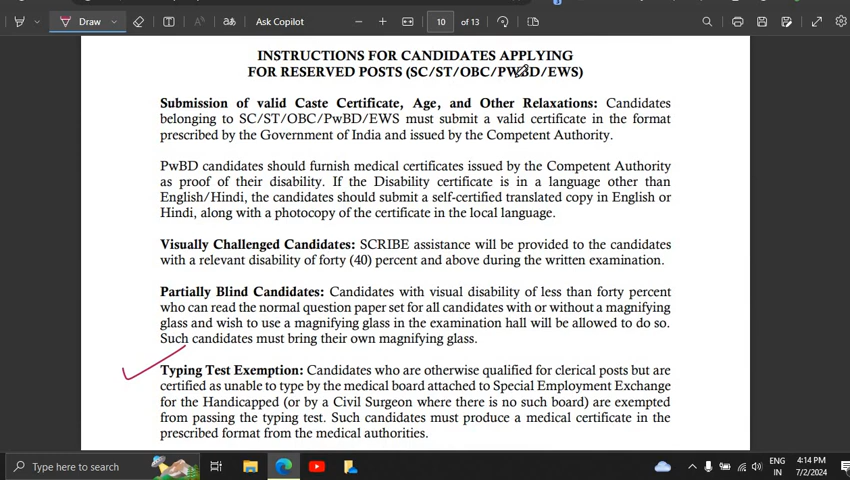 Draw
Ask Copilot
10 of 13
INSTRUCTIONS FOR CANDIDATES APPLYING
FOR RESERVED POSTS (SC/ST/OBC/PWBD/EWS)
Submission of valid Caste Certificate, Age, and Other Relaxations: Candidates
belonging to SC/ST/OBC/PwBD/EWS must submit a valid certificate in the format
prescribed by the Government of India and issued by the Competent Authority.
PwBD candidates should furnish medical certificates issued by the Competent Authority
as proof of their disability. If the Disability certificate is in a language other than
English/Hindi, the candidates should submit a self-certified translated copy in English or
Hindi, along with a photocopy of the certificate in the local language.
Visually Challenged Candidates: SCRIBE assistance will be provided to the candidates
with a relevant disability of forty (40) percent and above during the written examination.
Partially Blind Candidates: Candidates with visual disability of less than forty percent
who can read the normal question paper set for all candidates with or without a magnifying
glass and wish to use a magnifying glass in the examination hall will be allowed to do so.
Such candidates must bring their own magnifying glass.
Typing Test Exemption: Candidates who are otherwise qualified for clerical posts but are
certified as unable to type by the medical board attached to Special Employment Exchange
for the Handicapped (or by a Civil Surgeon where there is no such board) are exempted
from passing the typing test. Such candidates must produce a medical certificate in the
prescribed format from the medical authorities.
Type here to search
ENG
IN
4:14 PM
7/2/2024